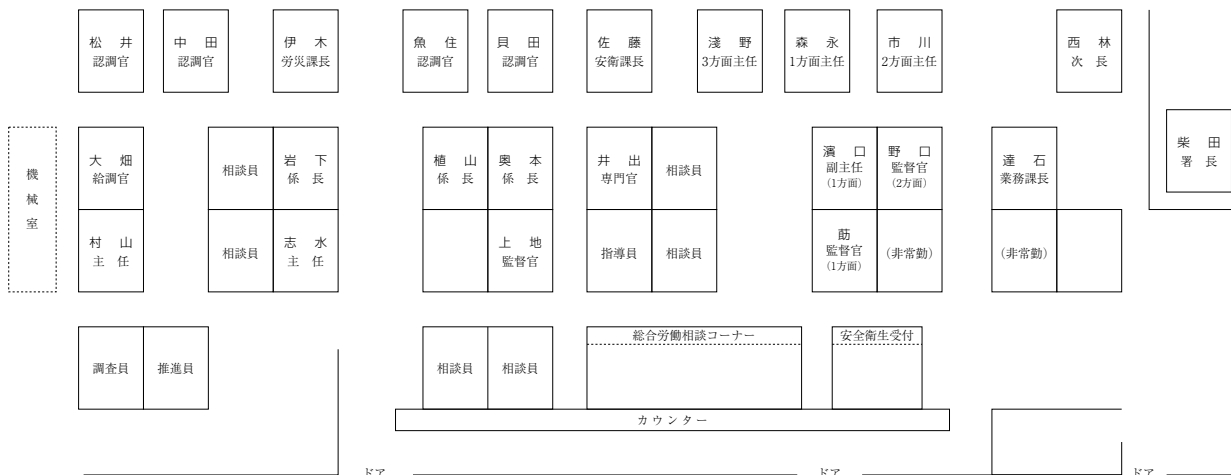 松井
認調官
中田
認調官
伊木
労災課長
魚住
認調官
貝田
認調官
佐藤
安衛課長
淺野
3方面主任
森永
1方面主任
市川
2方面主任
西林
次長
柴田
署長
機械室
大畑
給調官
相談員
岩下
係長
植山
係長
奥本
係長
井出
専門官
相談員
濱口
副主任
(1方面)
野口
監督官
(2方面)
達石
業務課長
村山
主任
相談員
志水
主任
上地
監督官
指導員
相談員
莇
監督官
(1方面)
(非常勤)
(非常勤)
調査員
推進員
相談員
相談員
総合労働相談コーナー
安全衛生受付
カウンター
ドア
ドア
ドア